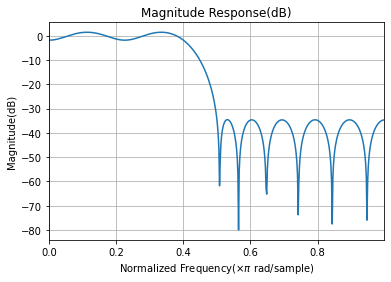 Magnitude Response(dB)
Magnitude(dB)
0
−10
−20
−30
−40
−50
−60
−70
−80
0.0 0.2 0.4 0.6 0.8
Normalized Frequency(×π rad/sample)